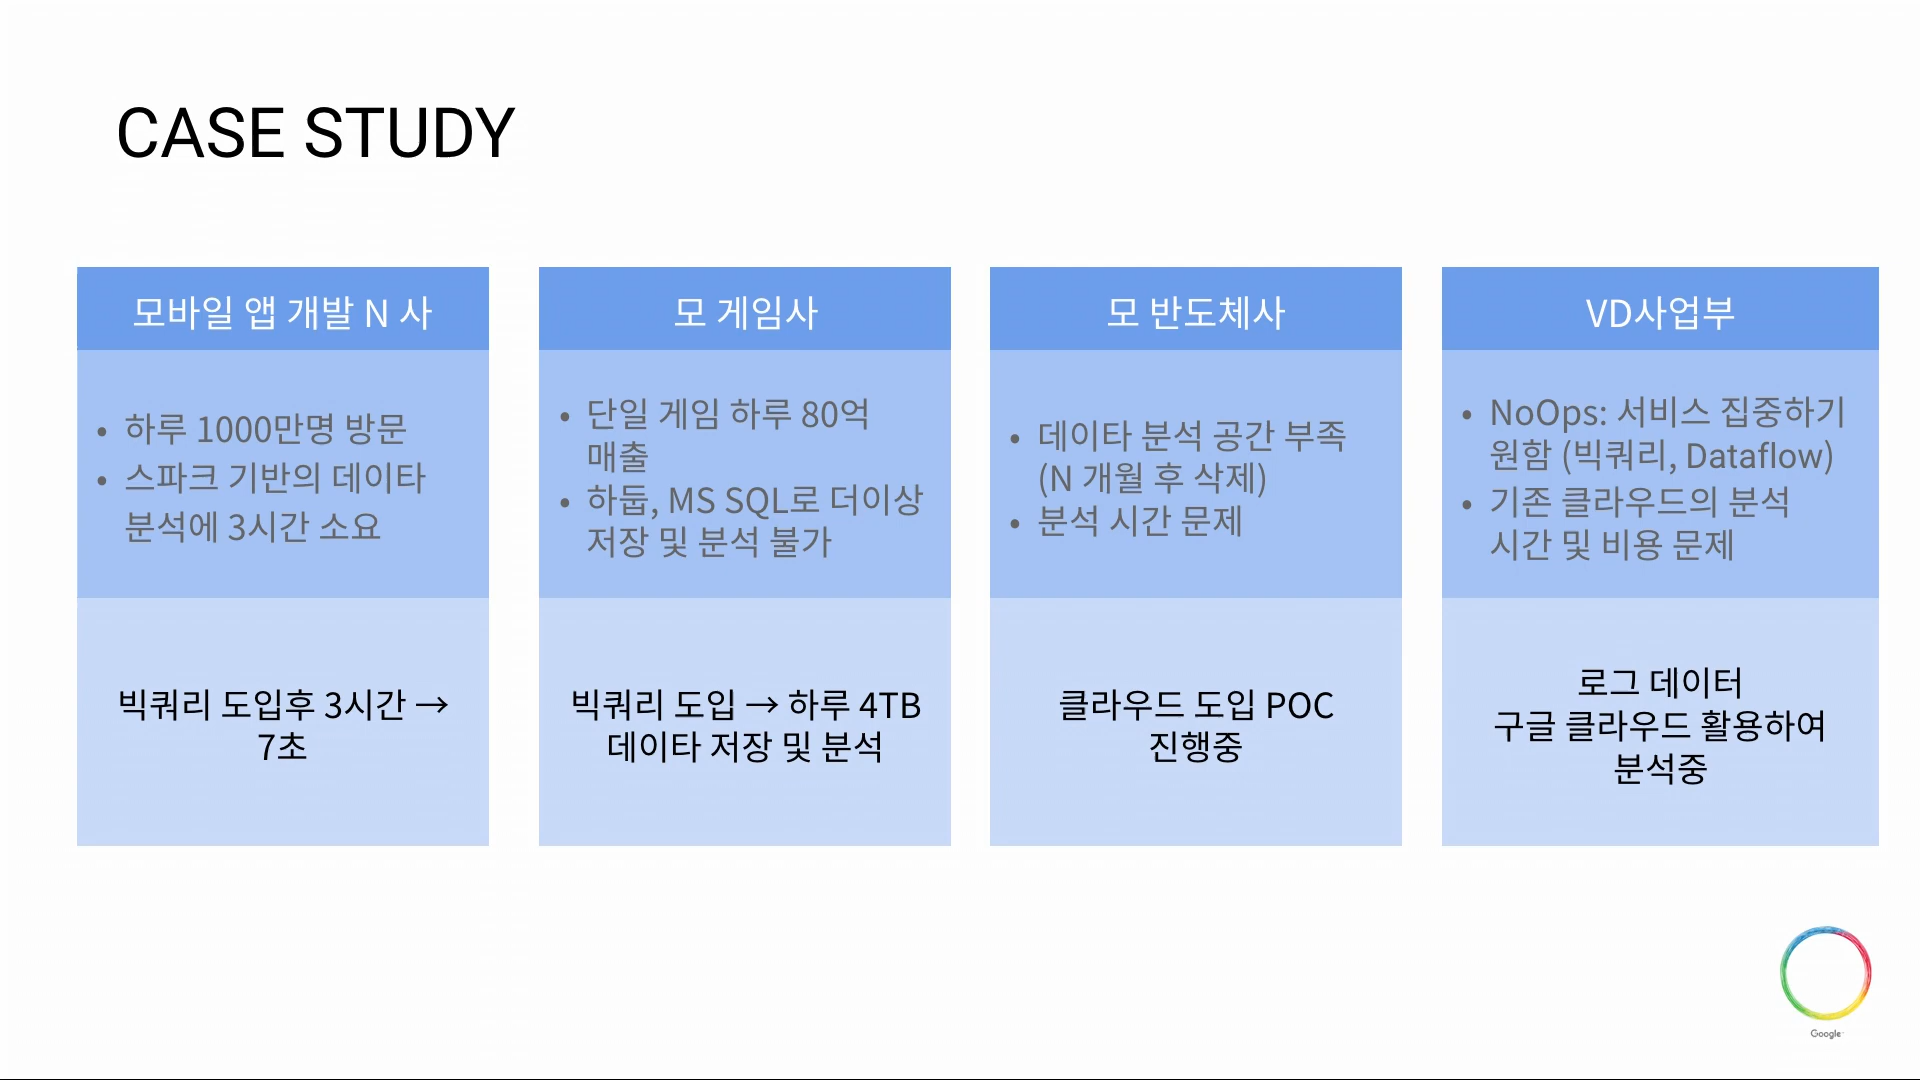 CASE STUDY
모바일 앱 개발 N 사
• 하루 1000만명 방문
• 스파크 기반의 데이타
분석에 3시간 소요
빅쿼리 도입후 3시간 →
7초
모 게임사
• 단일 게임 하루 80억
매출
• 하둡, MS SQL로 더이상
저장 및 분석 불가
빅쿼리 도입 → 하루 4TB
데이타 저장 및 분석
모 반도체사
• 데이타 분석 공간 부족
(N 개월 후 삭제)
• 분석 시간 문제
클라우드 도입 POC
진행중
VD사업부
• NoOps: 서비스 집중하기
원함 (빅쿼리, Dataflow)
• 기존 클라우드의 분석
시간 및 비용 문제
로그 데이터
구글 클라우드 활용하여
분석중
Google